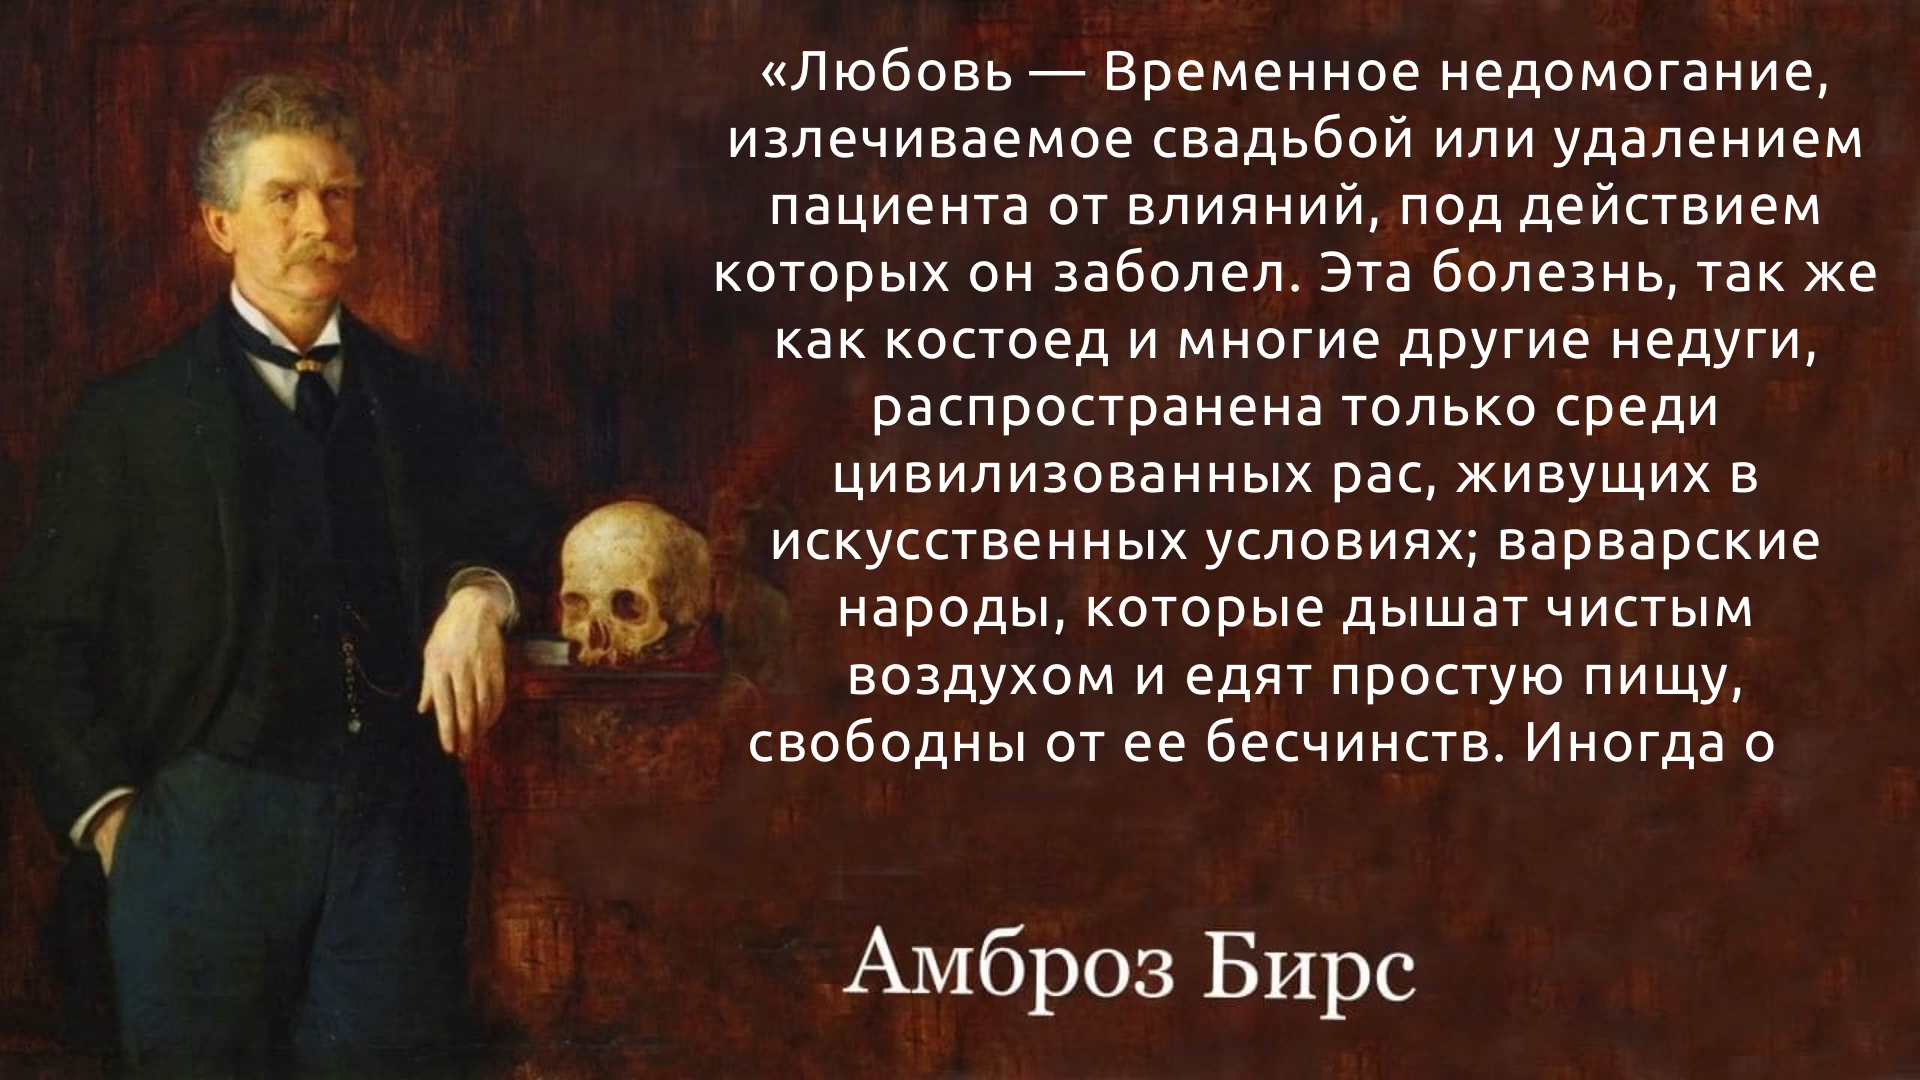 «Любовь — Временное недомогание,
излечиваемое свадьбой или удалением
пациента от влияний, под действием
которых он заболел. Эта болезнь, так же
как костоед и многие другие недуги,
распространена только среди
цивилизованных рас, живущих в
искусственных условиях; варварские
народы, которые дышат чистым
воздухом и едят простую пищу,
свободны от ее бесчинств. Иногда о
Амброз Бирс